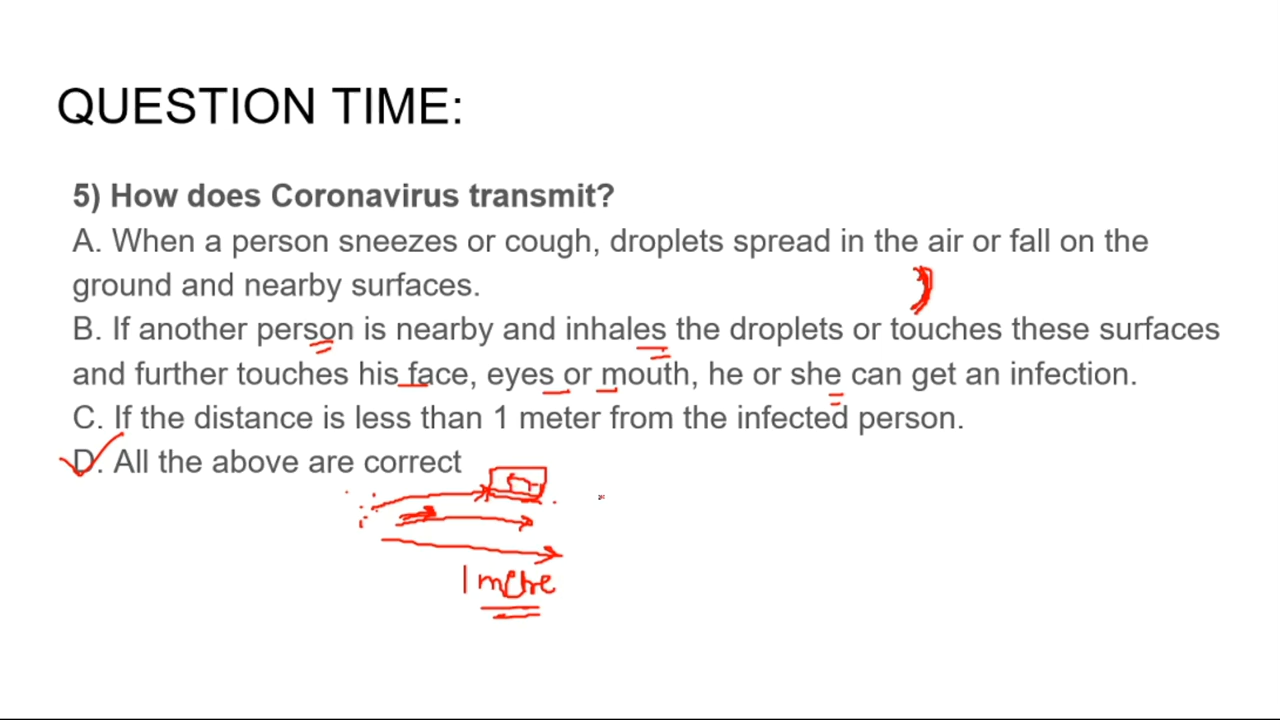 QUESTION TIME:
5) How does Coronavirus transmit?
A. When a person sneezes or cough, droplets spread in the air or fall on the
ground and nearby surfaces.
B. If another person is nearby and inhales the droplets or touches these surfaces
and further touches his face, eyes or mouth, he or she can get an infection.
C. If the distance is less than 1 meter from the infected person.
D. All the above are correct
1 metre